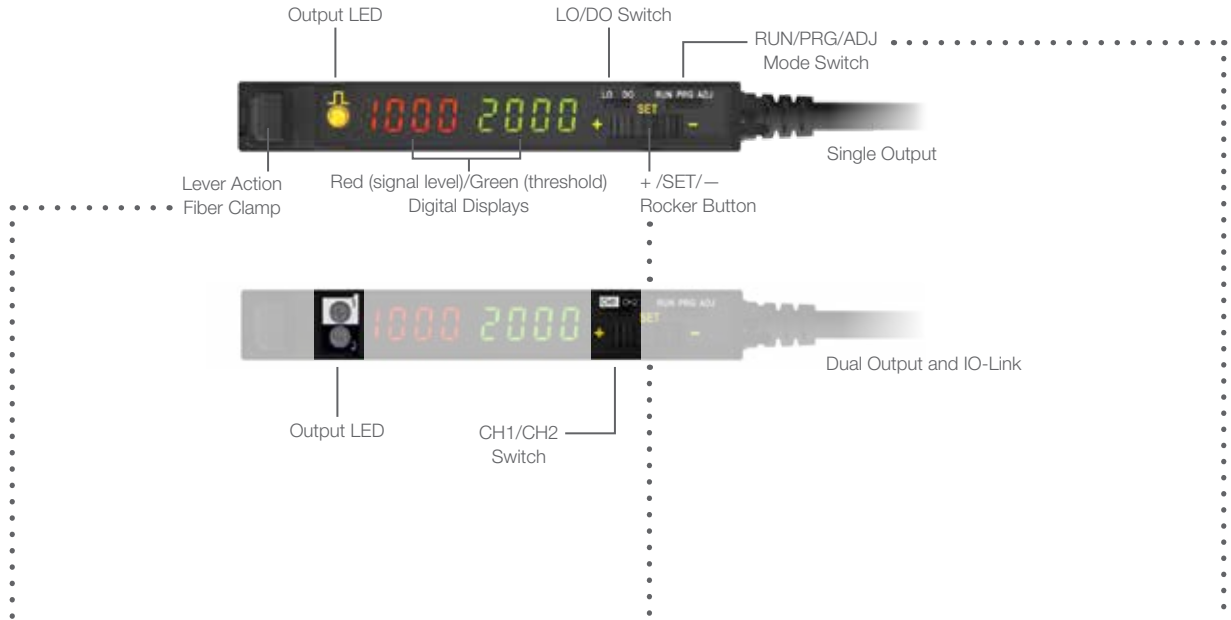 Output LED
LO/DO Switch
RUN/PRG/ADJ
Mode Switch
LO DO
RUN PRG ADJ
SET
1000 2000 + -
Single Output
Lever Action
Fiber Clamp
Red (signal level)/Green (threshold)
Digital Displays
+ /SET/—
Rocker Button
CH1 CH2
RUN PRG ADJ
SET
1000 2000 + -
Dual Output and IO-Link
Output LED
CH1/CH2
Switch